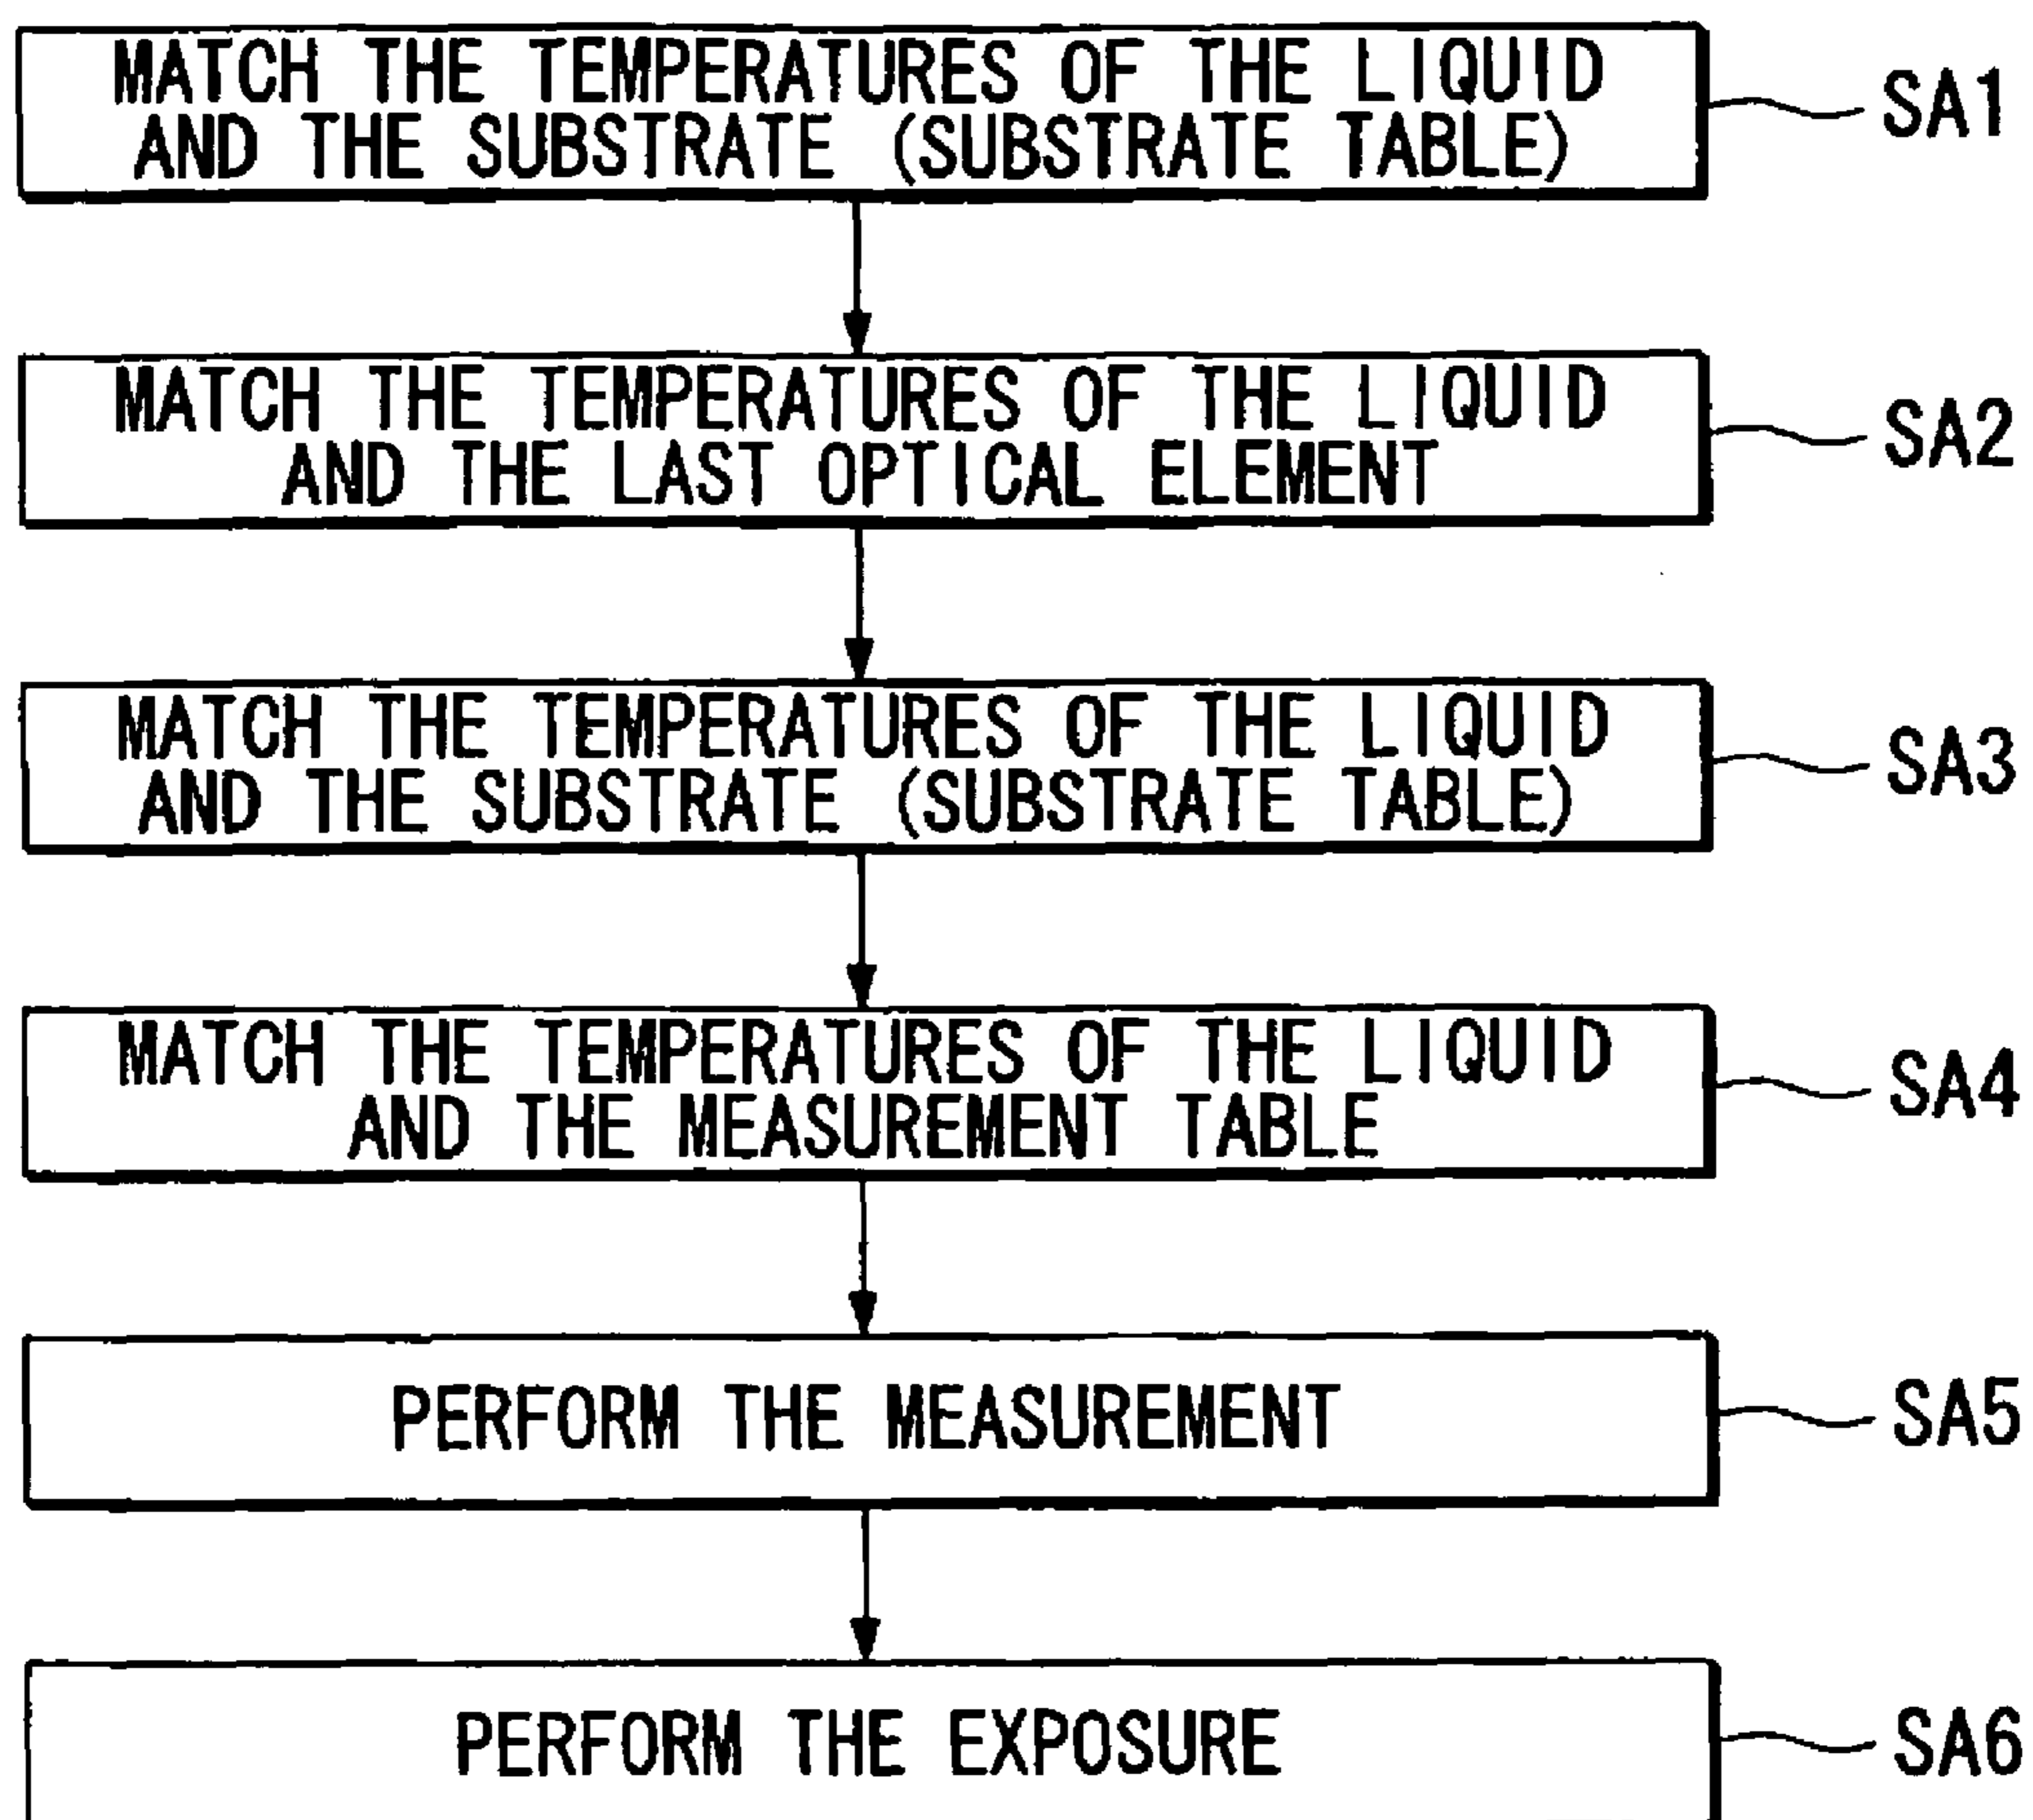 MATCH THE TEMPERATURES OF THE LIQUID
AND THE SUBSTRATE (SUBSTRATE TABLE)
SA1
MATCH THE TEMPERATURES OF THE LIQUID
AND THE LAST OPTICAL ELEMENT
SA2
MATCH THE TEMPERATURES OF THE LIQUID
AND THE SUBSTRATE (SUBSTRATE TABLE)
SA3
MATCH THE TEMPERATURES OF THE LIQUID
AND THE MEASUREMENT TABLE
SA4
PERFORM THE MEASUREMENT
SA5
PERFORM THE EXPOSURE
SA6